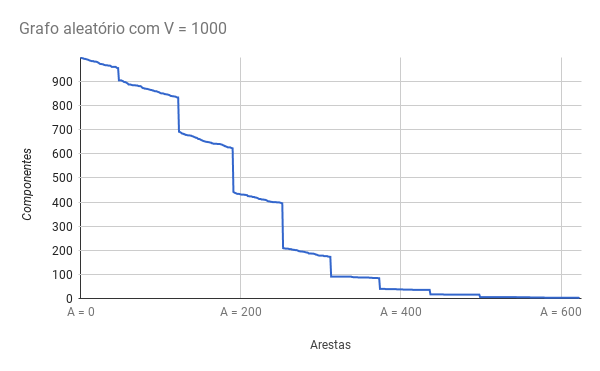 Grafo aleatório com V = 1000
Componentes
900
800
700
600
500
400
300
200
100
0
A = 0
A = 200
A = 400
A = 600
Arestas